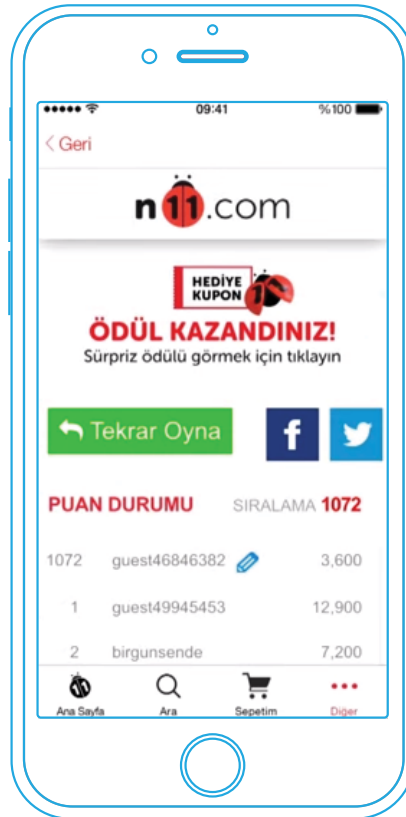 09:41
%100
Geri
n11.com
HEDİYE
KUPON
ÖDÜL KAZANDINIZ!
Sürpriz ödülü görmek için tıklayın
Tekrar Oyna
PUAN DURUMU SIRALAMA 1072
1072 guest46846382 3,600
1 guest49945453 12,900
2 birgunsende 7,200
Ana Sayfa Ara Sepetim Diğer